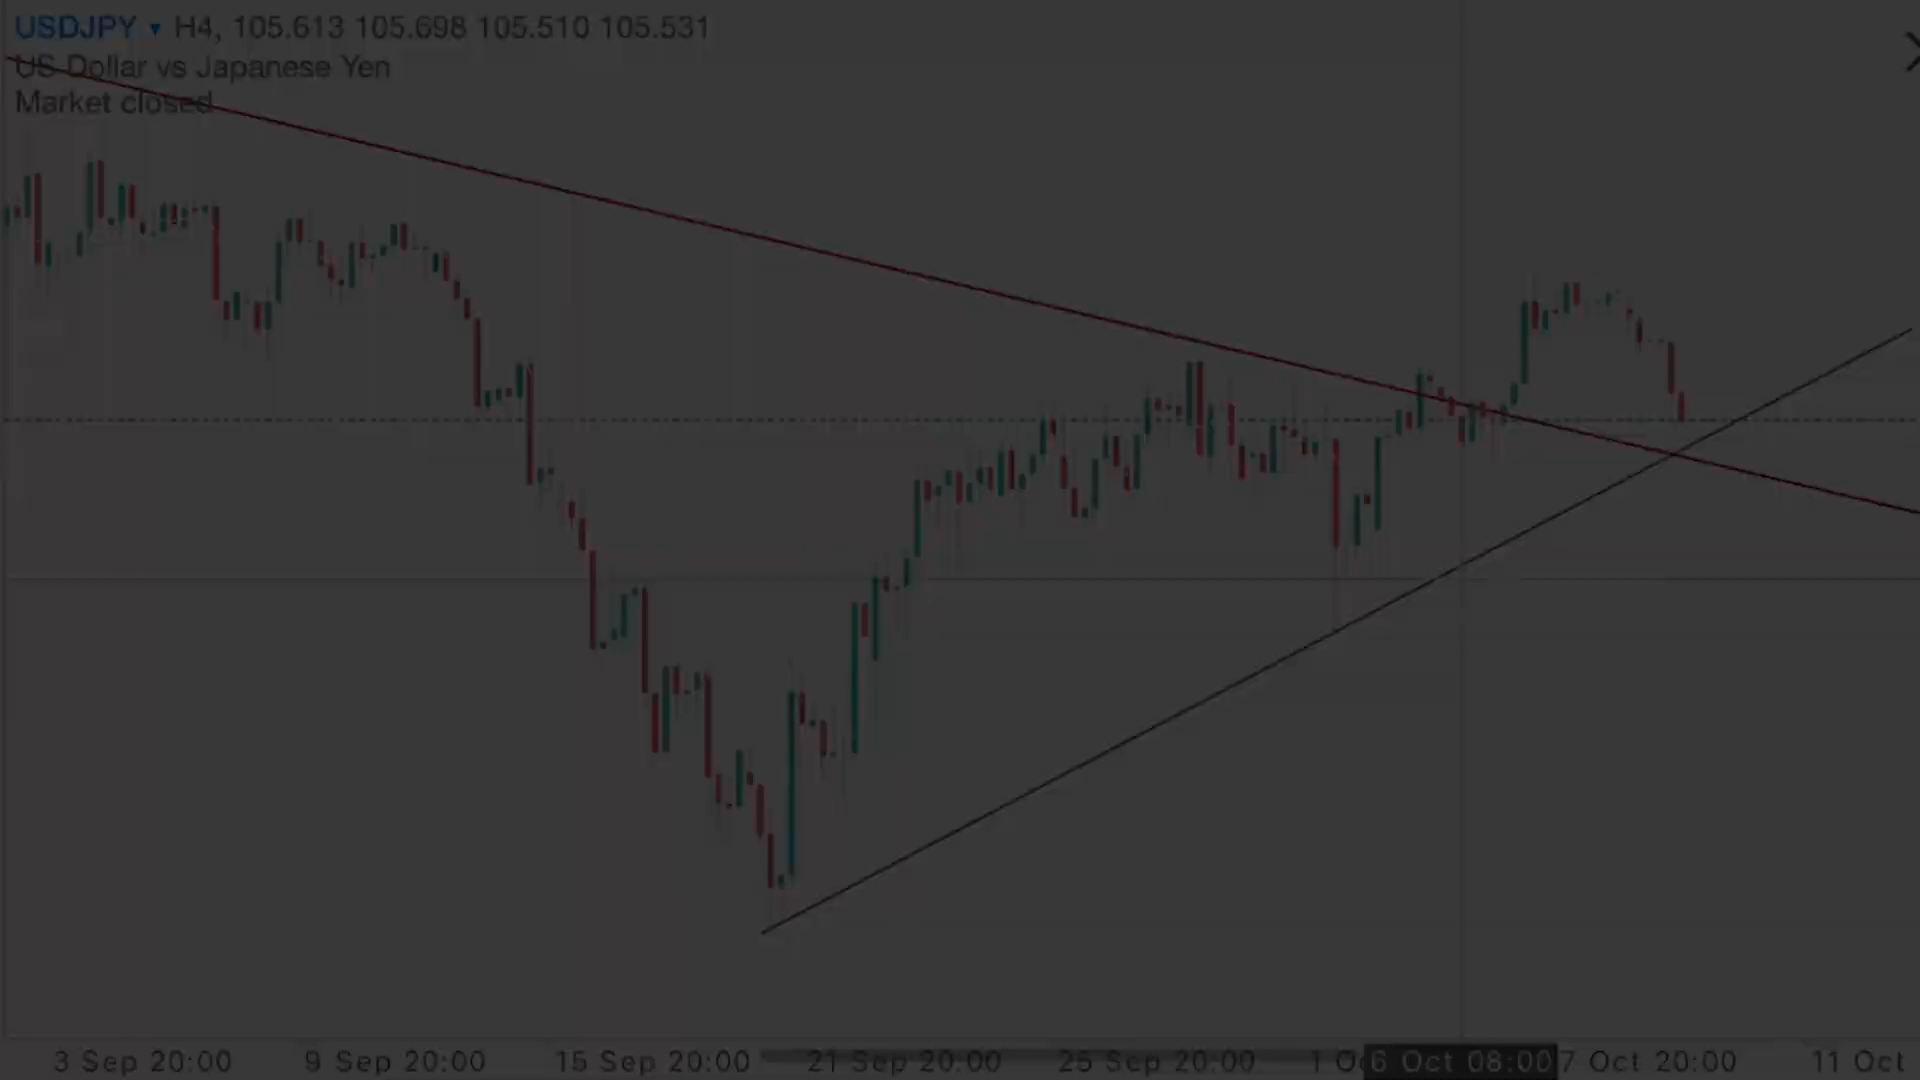 USDJPY ▾ H4, 105.613 105.698 105.510 105.531
US Dollar vs Japanese Yen
Market closed
3 Sep 20:00 9 Sep 20:00 15 Sep 20:00 21 Sep 20:00 25 Sep 20:00 1 O 6 Oct 08:00 7 Oct 20:00 11 Oct